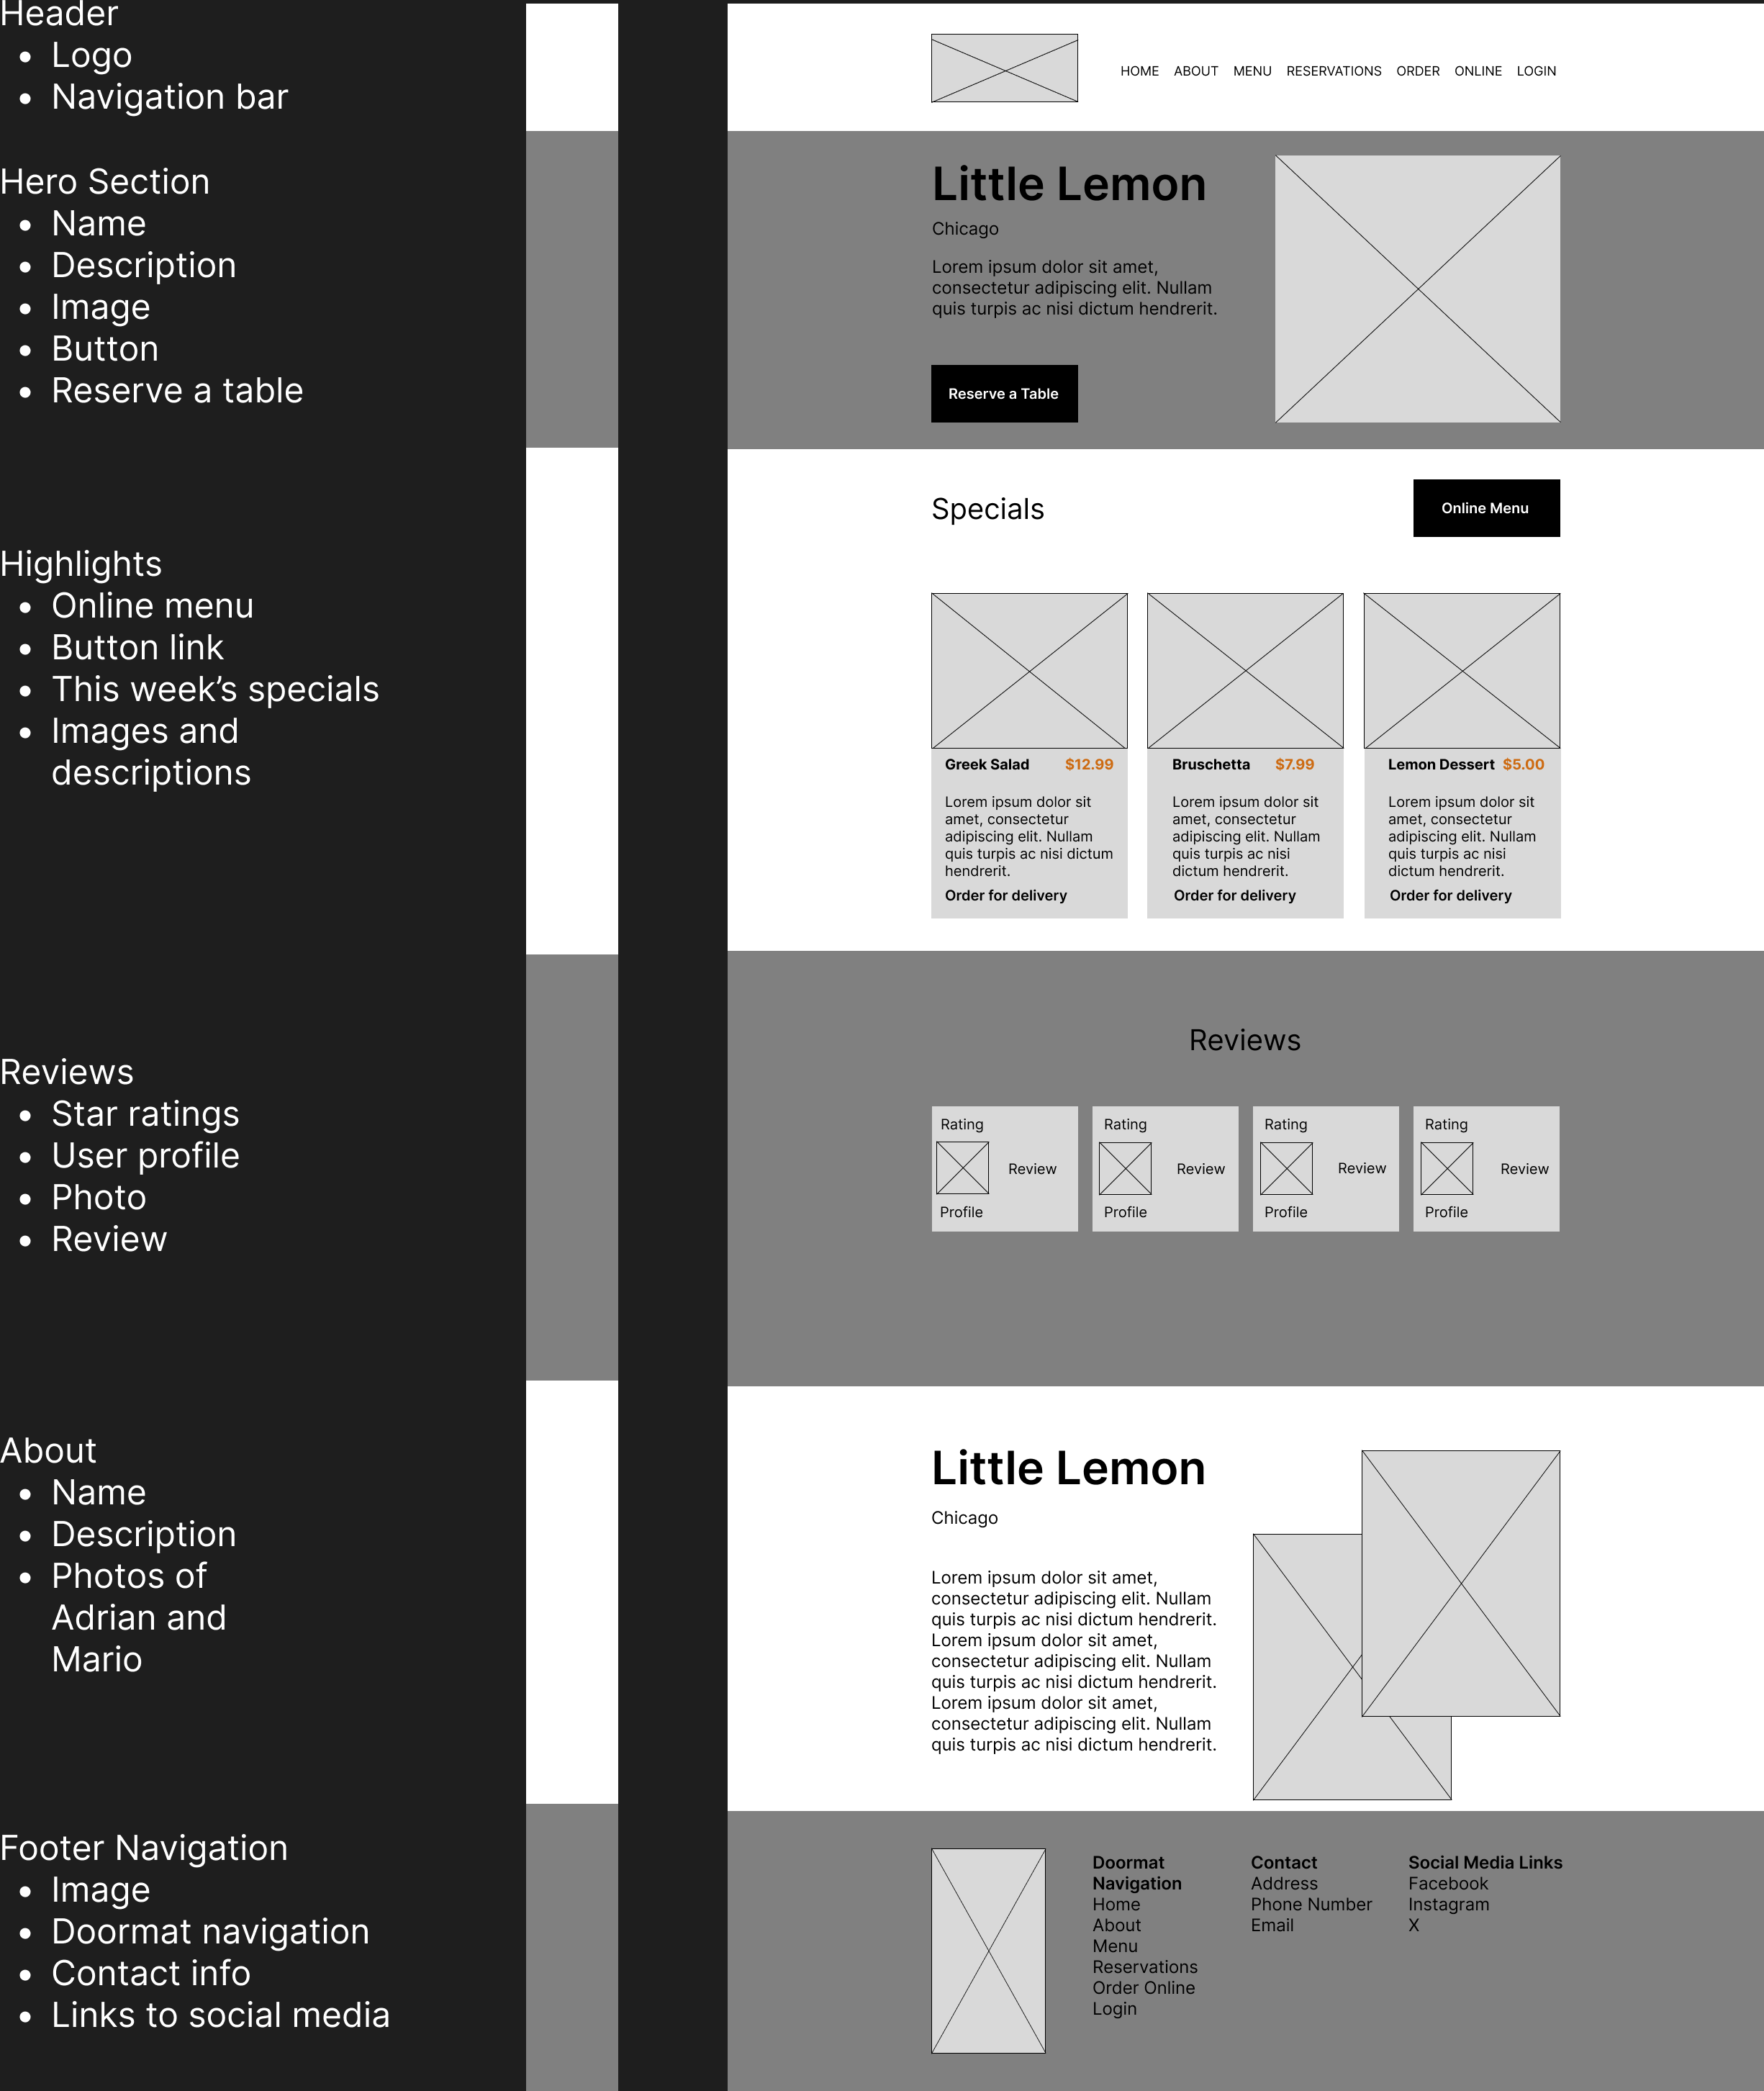 Header
• Logo
• Navigation bar
Hero Section
• Name
• Description
• Image
• Button
• Reserve a table
Highlights
• Online menu
• Button link
• This week’s specials
• Images and
descriptions
Reviews
• Star ratings
• User profile
• Photo
• Review
About
• Name
• Description
• Photos of
Adrian and
Mario
Footer Navigation
• Image
• Doormat navigation
• Contact info
• Links to social media
HOME ABOUT MENU RESERVATIONS ORDER ONLINE LOGIN
Little Lemon
Chicago
Lorem ipsum dolor sit amet,
consectetur adipiscing elit. Nullam
quis turpis ac nisi dictum hendrerit.
Reserve a Table
Specials
Online Menu
Greek Salad $12.99
Lorem ipsum dolor sit
amet, consectetur
adipiscing elit. Nullam
quis turpis ac nisi dictum
hendrerit.
Order for delivery
Bruschetta $7.99
Lorem ipsum dolor sit
amet, consectetur
adipiscing elit. Nullam
quis turpis ac nisi
dictum hendrerit.
Order for delivery
Lemon Dessert $5.00
Lorem ipsum dolor sit
amet, consectetur
adipiscing elit. Nullam
quis turpis ac nisi
dictum hendrerit.
Order for delivery
Reviews
Rating
Review
Profile
Rating
Review
Profile
Rating
Review
Profile
Rating
Review
Profile
Little Lemon
Chicago
Lorem ipsum dolor sit amet,
consectetur adipiscing elit. Nullam
quis turpis ac nisi dictum hendrerit.
Lorem ipsum dolor sit amet,
consectetur adipiscing elit. Nullam
quis turpis ac nisi dictum hendrerit.
Lorem ipsum dolor sit amet,
consectetur adipiscing elit. Nullam
quis turpis ac nisi dictum hendrerit.
Doormat
Navigation
Home
About
Menu
Reservations
Order Online
Login
Contact
Address
Phone Number
Email
Social Media Links
Facebook
Instagram
X